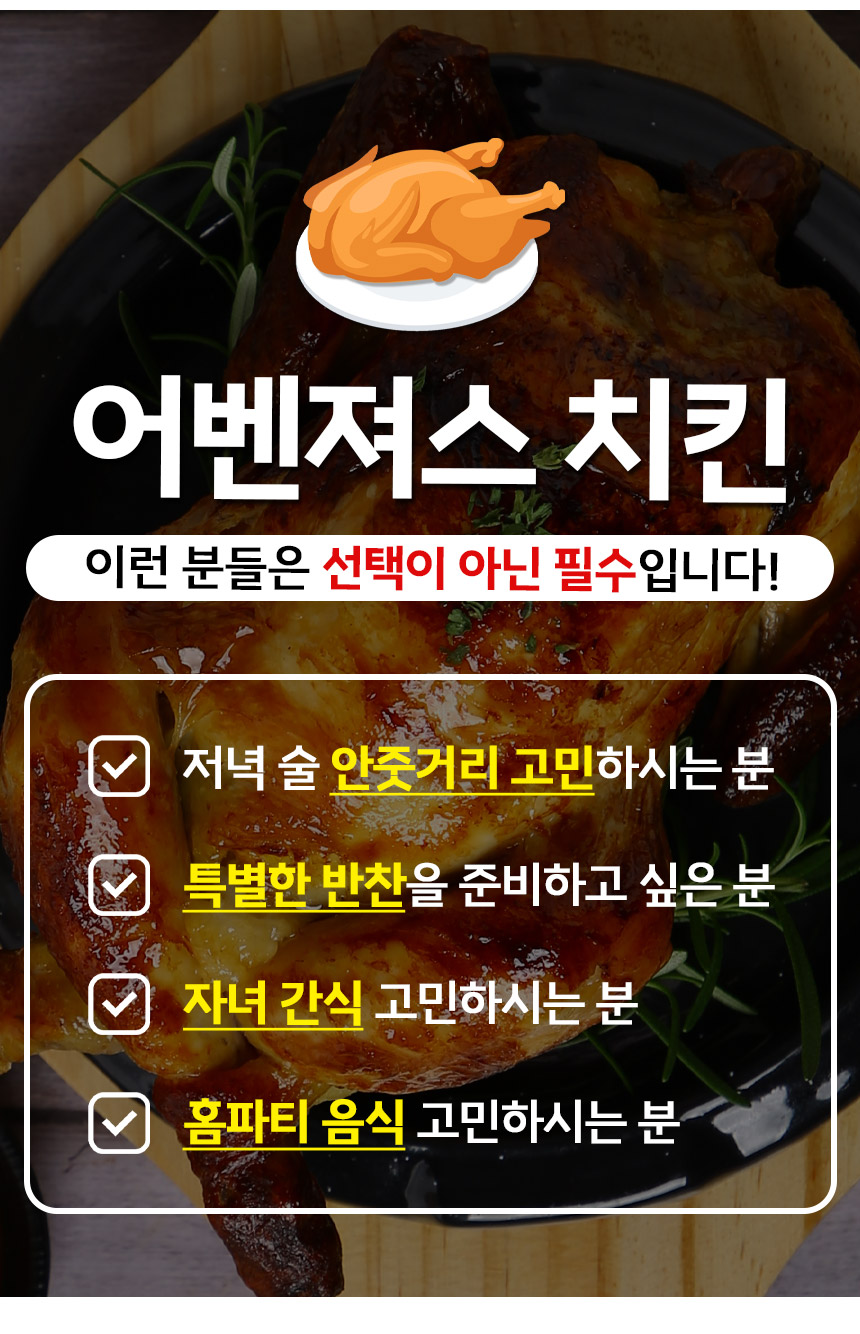 어벤져스 치킨
이런 분들은 선택이 아닌 필수입니다!
저녁 술 안줏거리 고민하시는 분
특별한 반찬을 준비하고 싶은 분
자녀 간식 고민하시는 분
홈파티 음식 고민하시는 분